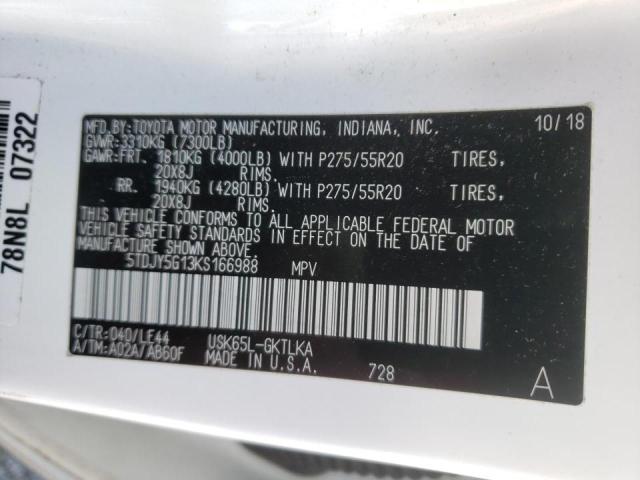 MFD.BY:TOYOTA MOTOR MANUFACTURING, INDIANA, INC. 10/18
GVWR:3310KG (7300LB)
GAWR:FRT. 1810KG (4000LB) WITH P275/55R20 TIRES,
20X8J RIMS.
RR. 1940KG (4280LB) WITH P275/55R20 TIRES,
20X8J RIMS.
THIS VEHICLE CONFORMS TO ALL APPLICABLE FEDERAL MOTOR
VEHICLE SAFETY STANDARDS IN EFFECT ON THE DATE OF
MANUFACTURE SHOWN ABOVE.
5TDJY5G13KS166988 MPV
C/TR:040/LF44 USK65L-GKTLKA
A/TM:A02A/AB60F MADE IN U.S.A. 728 A
78N8L 07322